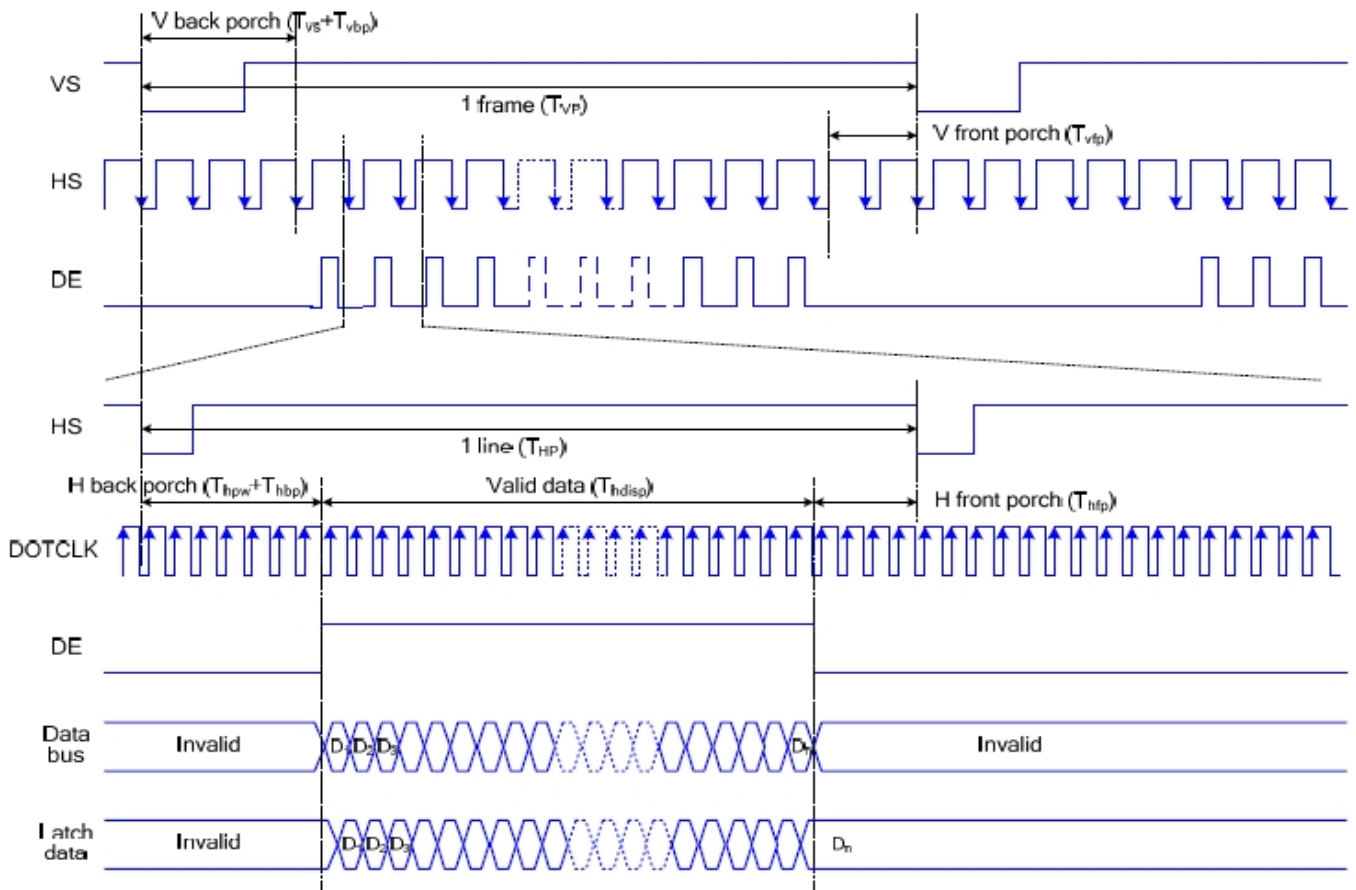 V back porch (Tvs+Tvbp)
VS
1 frame (TVP)
V front porch (Tvfp)
HS
DE
HS
1 line (THP)
H back porch (Thpw+Thbp)
Valid data (Thdisp)
H front porch (Thfp)
DOTCLK
DE
Data bus
Invalid
D1 D2 D3
Dn
Invalid
Latch data
Invalid
D1 D2 D3
Dn